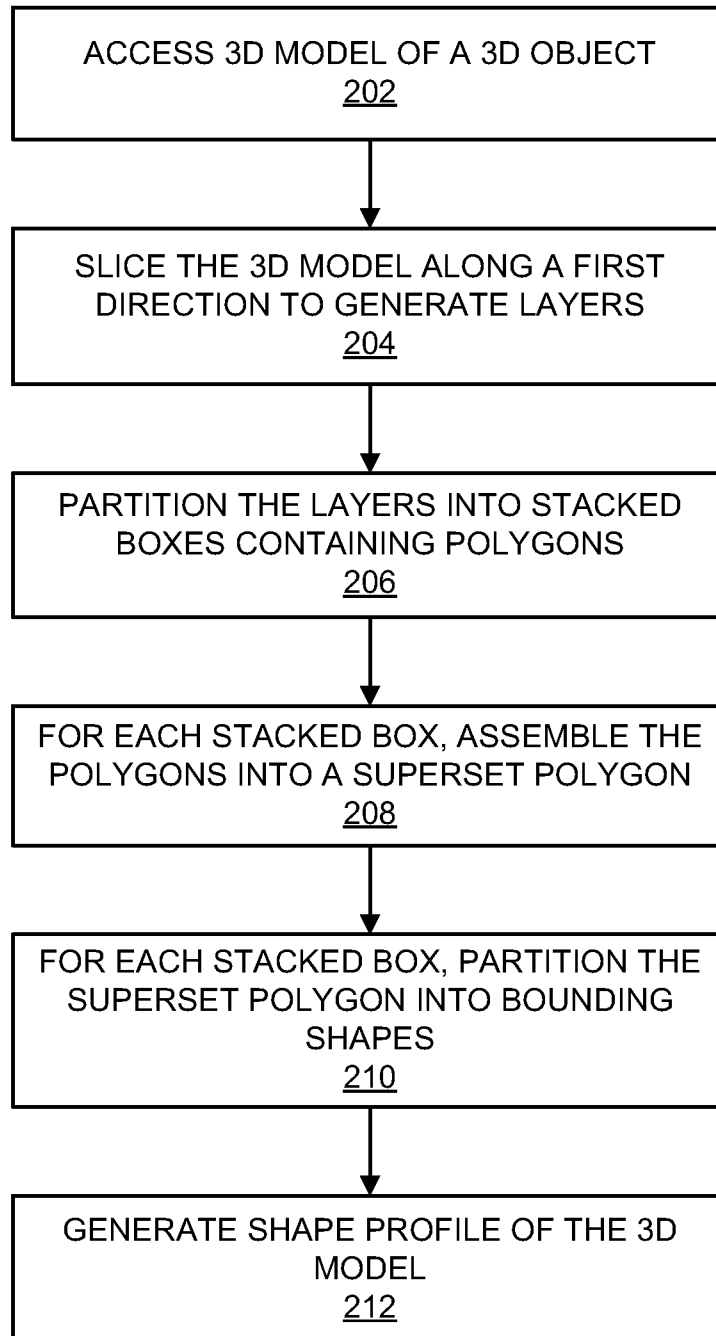 ACCESS 3D MODEL OF A 3D OBJECT
202
SLICE THE 3D MODEL ALONG A FIRST
DIRECTION TO GENERATE LAYERS
204
PARTITION THE LAYERS INTO STACKED
BOXES CONTAINING POLYGONS
206
FOR EACH STACKED BOX, ASSEMBLE THE
POLYGONS INTO A SUPERSET POLYGON
208
FOR EACH STACKED BOX, PARTITION THE
SUPERSET POLYGON INTO BOUNDING
SHAPES
210
GENERATE SHAPE PROFILE OF THE 3D
MODEL
212